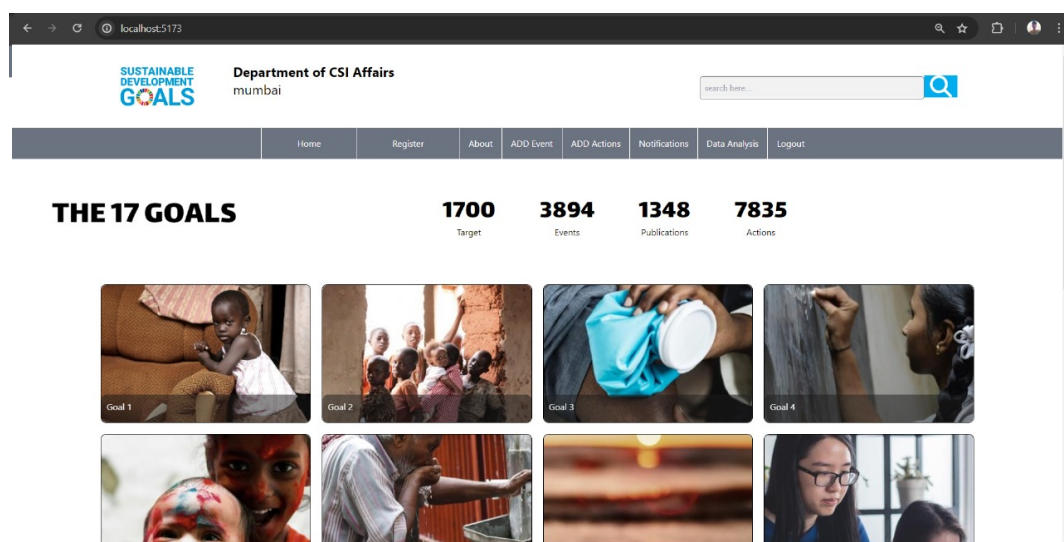 localhost:5173
SUSTAINABLE
DEVELOPMENT
GOALS
Department of CSI Affairs
mumbai
search here...
Home Register About ADD Event ADD Actions Notifications Data Analysis Logout
THE 17 GOALS
1700 3894 1348 7835
Target Events Publications Actions
Goal 1 Goal 2 Goal 3 Goal 4